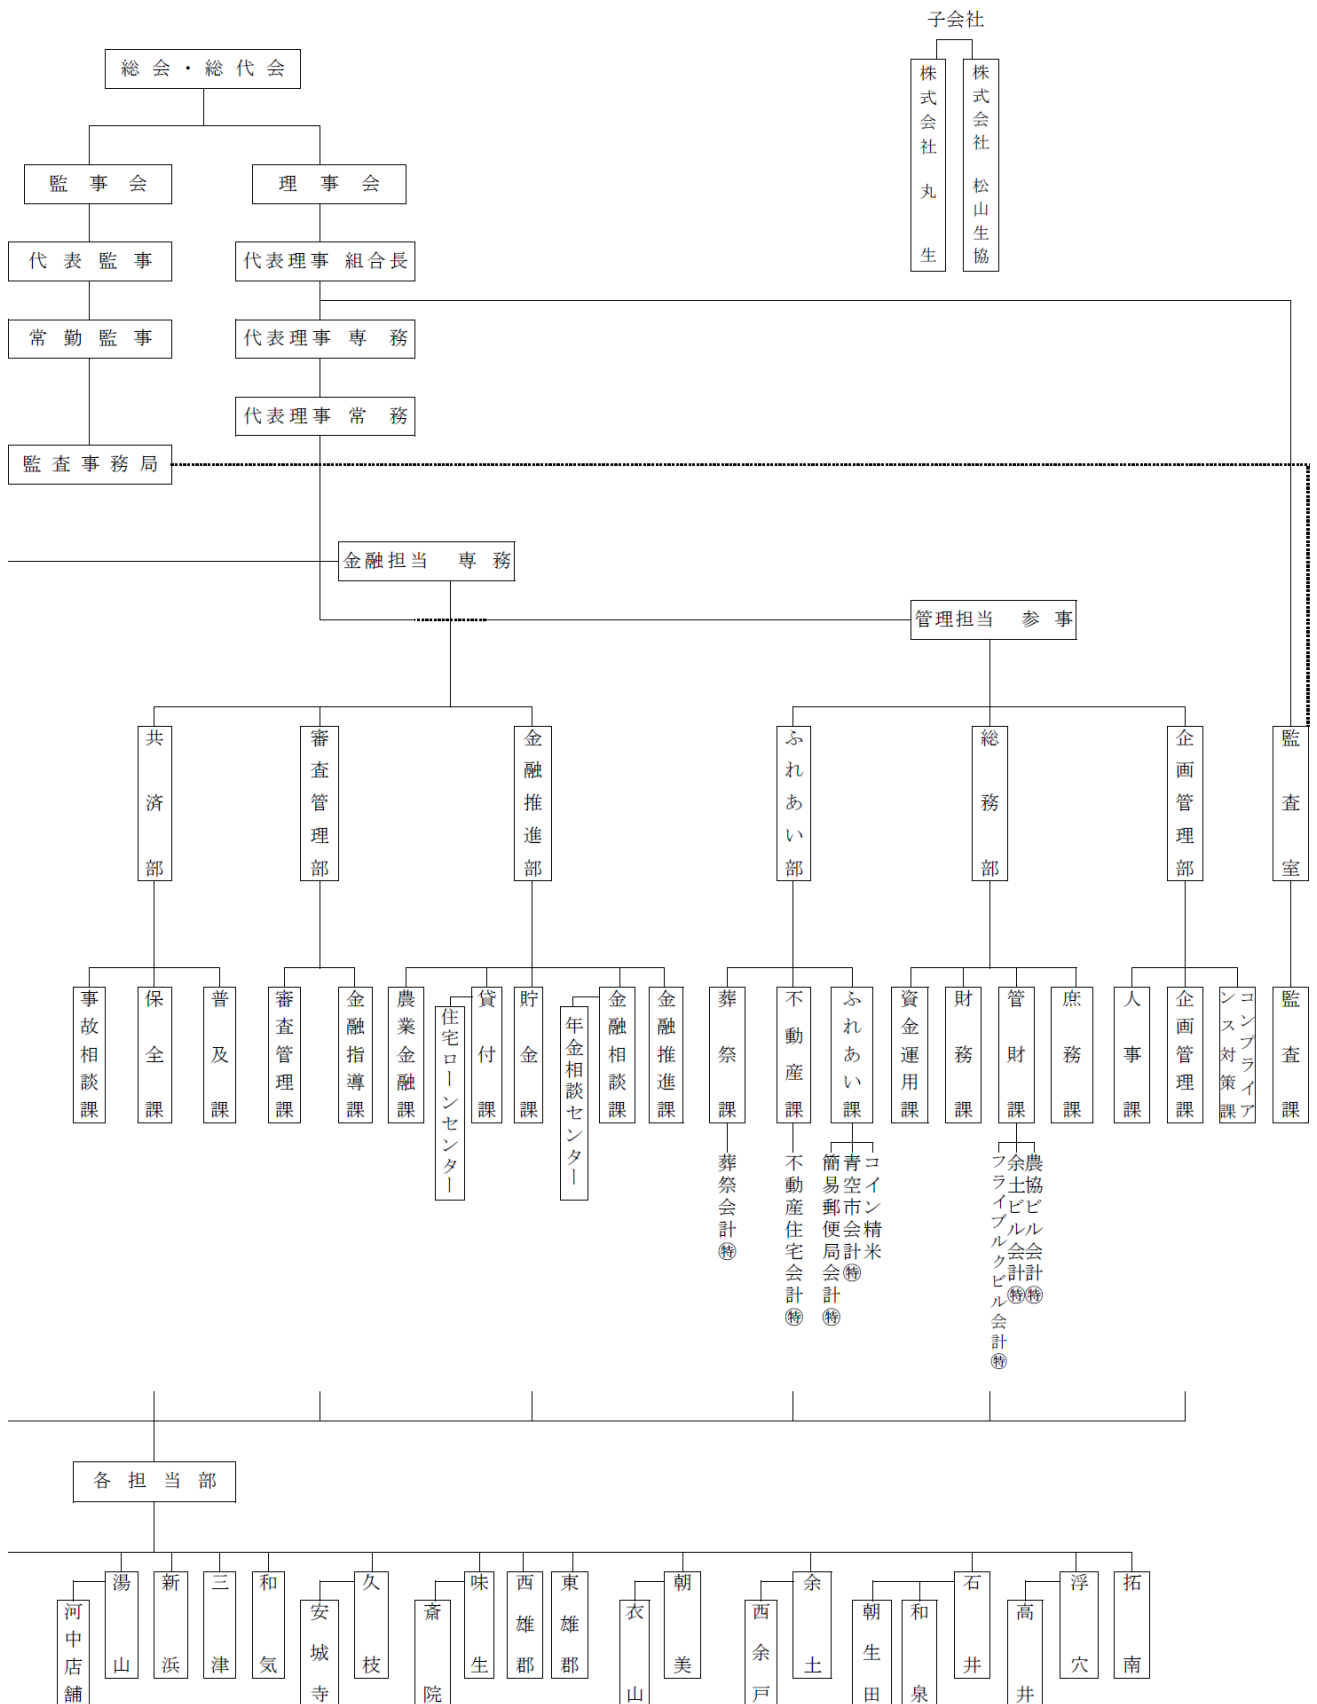 子会社
株式会社 丸生
株式会社 松山生協
総会・総代会
監事会
理事会
代表監事
代表理事 組合長
常勤監事
代表理事 専務
代表理事 常務
監査事務局
金融担当 専務
管理担当 参事
共済部
審査管理部
金融推進部
ふれあい部
総務部
企画管理部
監査室
事故相談課
保全課
普及課
審査管理課
金融指導課
農業金融課
住宅ローンセンター
貸付課
貯金課
年金相談センター
金融相談課
金融推進課
葬祭課
不動産課
ふれあい課
資金運用課
財務課
管財課
庶務課
人事課
企画管理課
コンプライア
ンス対策課
監査課
葬祭会計㊕
不動産住宅会計㊕
簡易郵便局会計㊕
青空市会計㊕
コイン精米
フライブルクビル会計㊕
余土ビル会計㊕
農協ビル会計㊕
各担当部
河中店舗
湯山
新浜
三津
和気
安城寺
久枝
斎院
味生
西雄郡
東雄郡
衣山
朝美
西余戸
余土
朝生田
和泉
石井
高井
浮穴
拓南